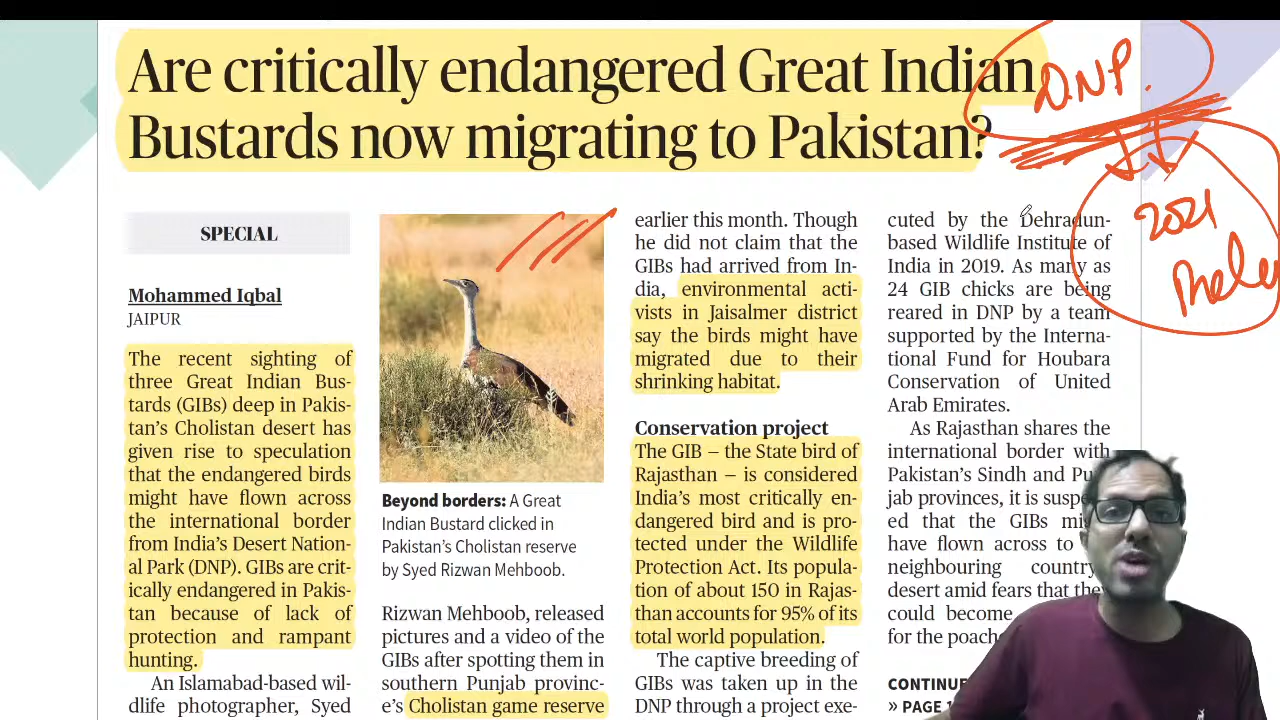 Are critically endangered Great Indian
Bustards now migrating to Pakistan?
D.N.P.
2021
SPECIAL
Mohammed Iqbal
JAIPUR
The recent sighting of
three Great Indian Bus-
tards (GIBs) deep in Pakis-
tan's Cholistan desert has
given rise to speculation
that the endangered birds
might have flown across
the international border
from India's Desert Nation-
al Park (DNP). GIBs are crit-
ically endangered in Pakis-
tan because of lack of
protection and rampant
hunting.
An Islamabad-based wil-
dlife photographer, Syed
Beyond borders: A Great
Indian Bustard clicked in
Pakistan's Cholistan reserve
by Syed Rizwan Mehboob.
Rizwan Mehboob, released
pictures and a video of the
GIBs after spotting them in
southern Punjab provinc-
e's Cholistan game reserve
earlier this month. Though
he did not claim that the
GIBs had arrived from In-
dia, environmental acti-
vists in Jaisalmer district
say the birds might have
migrated due to their
shrinking habitat.
Conservation project
The GIB – the State bird of
Rajasthan – is considered
India's most critically en-
dangered bird and is pro-
tected under the Wildlife
Protection Act. Its popula-
tion of about 150 in Rajas-
than accounts for 95% of its
total world population.
The captive breeding of
GIBs was taken up in the
DNP through a project exe-
cuted by the Dehradun-
based Wildlife Institute of
India in 2019. As many as
24 GIB chicks are being
reared in DNP by a team
supported by the Interna-
tional Fund for Houbara
Conservation of United
Arab Emirates.
As Rajasthan shares the
international border with
Pakistan's Sindh and
jab provinces, it is
ed that the GIBs
have flown across to
neighbouring
desert amid fears that
could become
for the
» PAGE